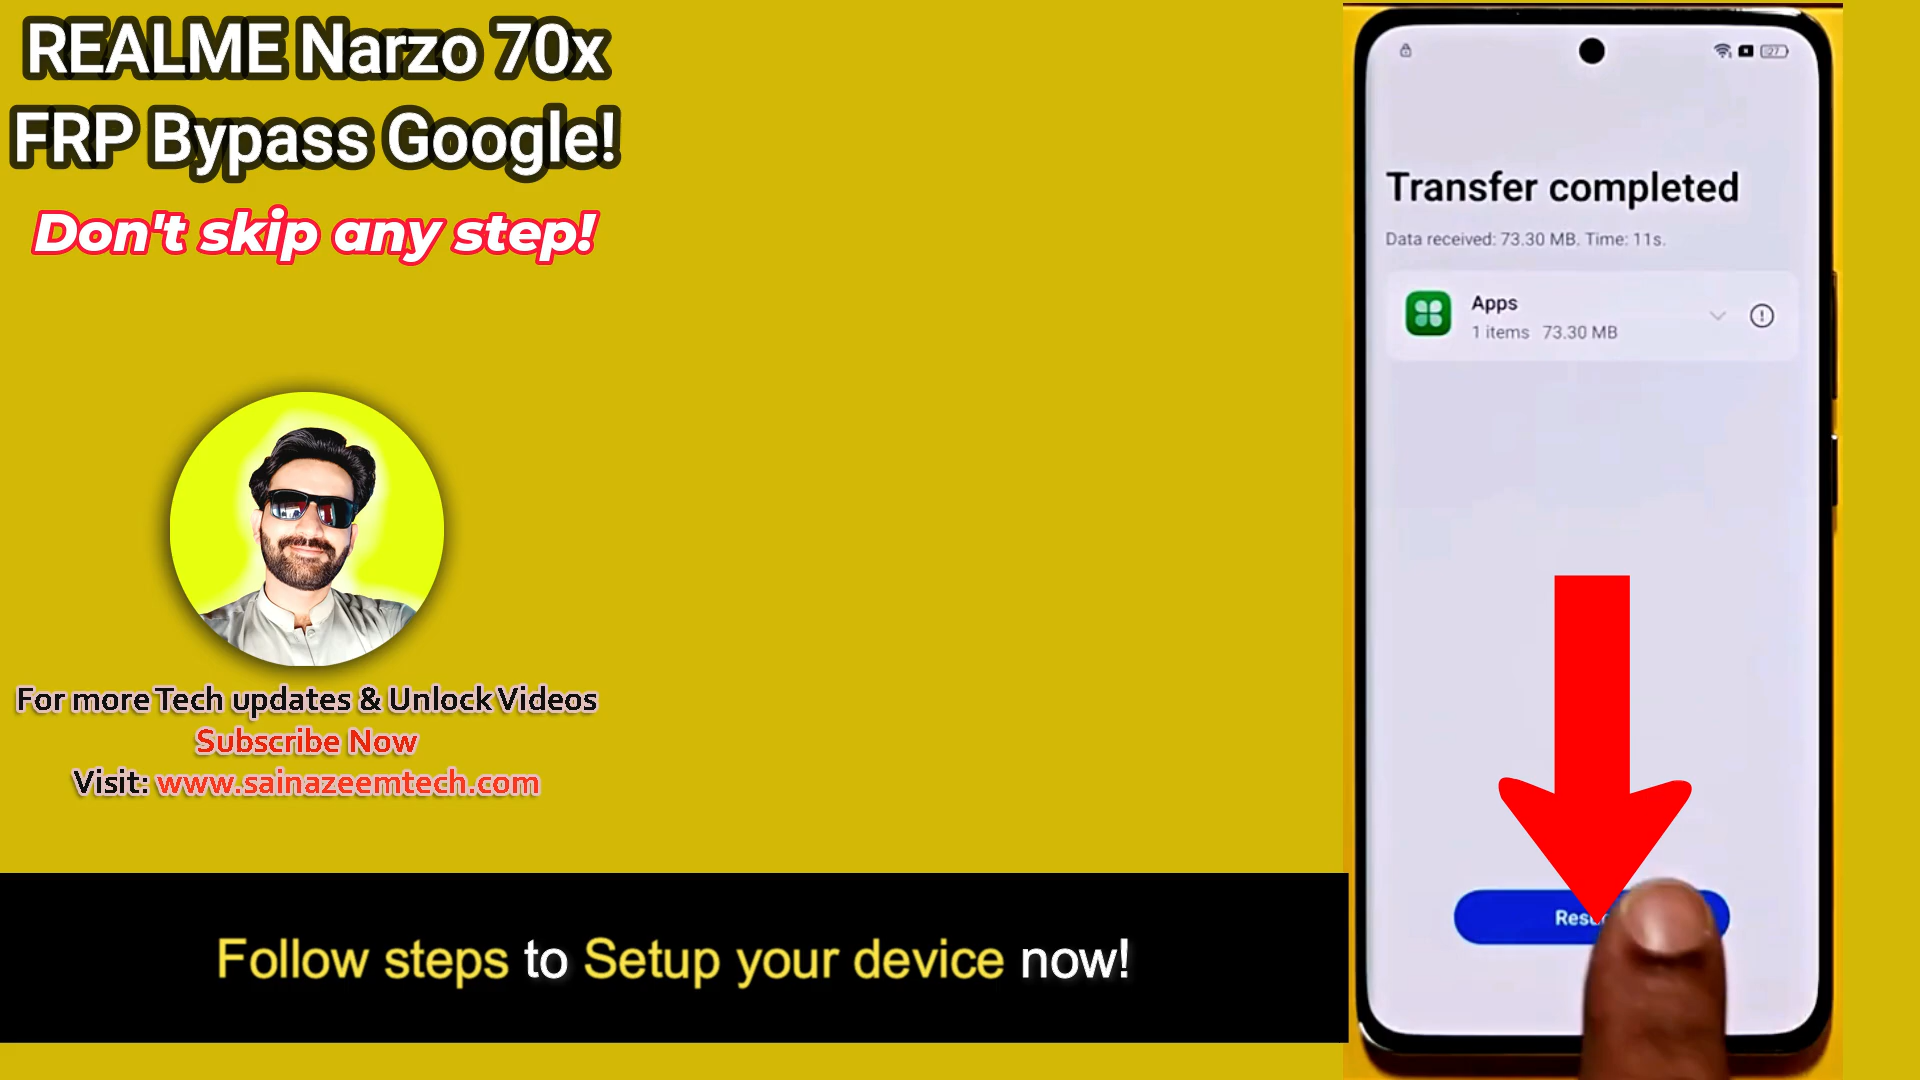 REALME Narzo 70x
FRP Bypass Google!
Don't skip any step!
For more Tech updates & Unlock Videos
Subscribe Now
Visit: www.sainazeemtech.com
Follow steps to Setup your device now!
27
Transfer completed
Data received: 73.30 MB. Time: 11s.
Apps
1 items 73.30 MB